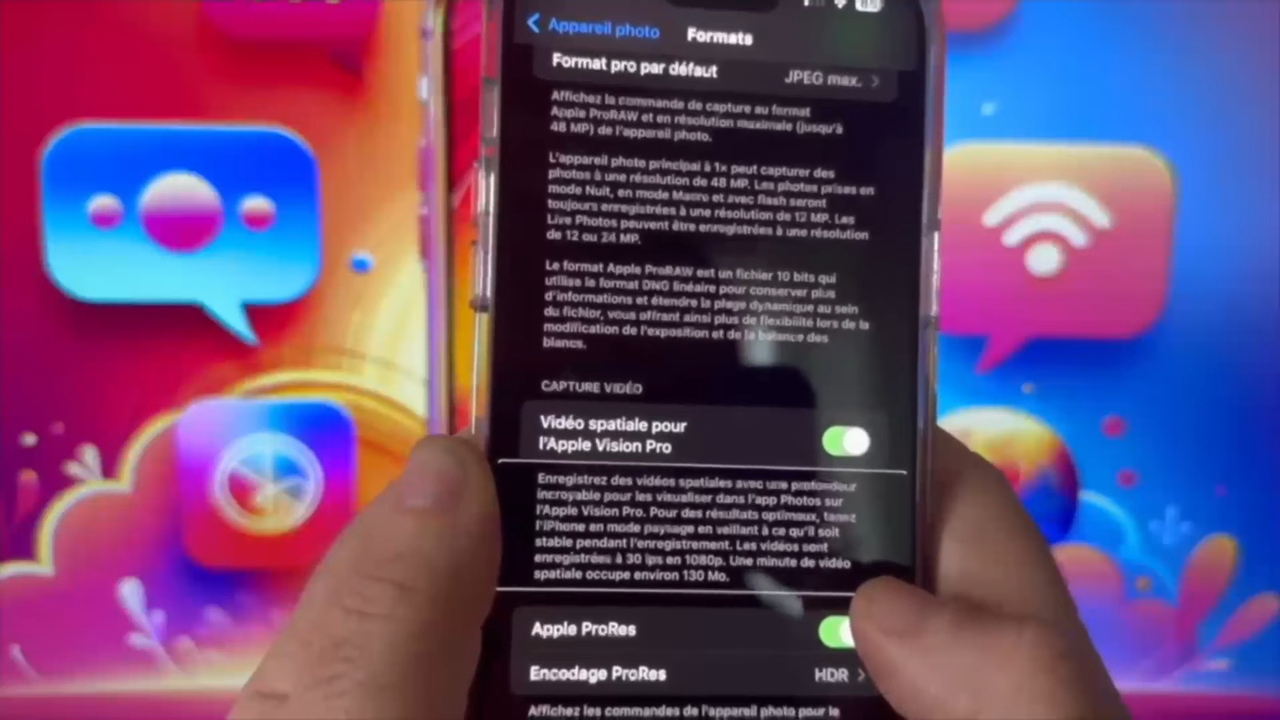 Appareil photo
Formats
Format pro par défaut
JPEG max.
Affichez la commande de capture au format
Apple ProRAW et en résolution maximale (jusqu'à
48 MP) de l'appareil photo.
L'appareil photo principal à 1x peut capturer des
photos à une résolution de 48 MP. Les photos prises en
mode Nuit, en mode Macro et avec flash seront
toujours enregistrées à une résolution de 12 MP. Les
Live Photos peuvent être enregistrées à une résolution
de 12 ou 24 MP.
Le format Apple ProRAW est un fichier 10 bits qui
utilise le format DNG linéaire pour conserver plus
d'informations et étendre la plage dynamique au sein
du fichier, vous offrant ainsi plus de flexibilité lors de la
modification de l'exposition et de la balance des
blancs.
CAPTURE VIDÉO
Vidéo spatiale pour
l'Apple Vision Pro
Enregistrez des vidéos spatiales avec une profondeur
incroyable pour les visualiser dans l'app Photos sur
l'Apple Vision Pro. Pour des résultats optimaux, tenez
l'iPhone en mode paysage en veillant à ce qu'il soit
stable pendant l'enregistrement. Les vidéos sont
enregistrées à 30 ips en 1080p. Une minute de vidéo
spatiale occupe environ 130 Mo.
Apple ProRes
Encodage ProRes
HDR
Affichez les commandes de l'appareil photo pour le